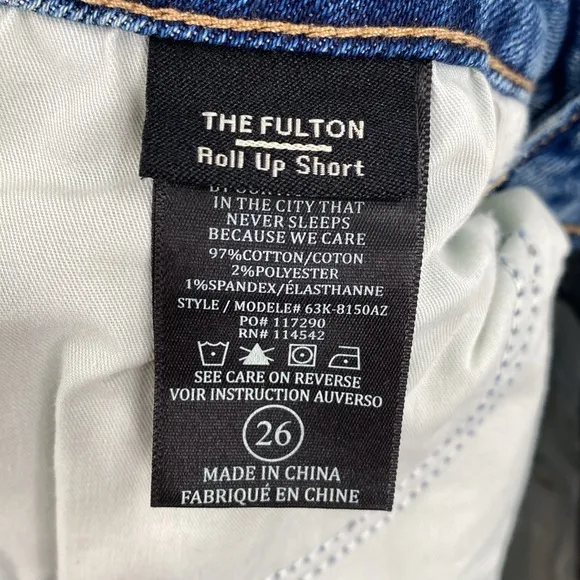 THE FULTON
Roll Up Short
IN THE CITY THAT
NEVER SLEEPS
BECAUSE WE CARE
97%COTTON/COTON
2%POLYESTER
1%SPANDEX/ÉLASTHANNE
STYLE / MODELE# 63K-8150AZ
PO# 117290
RN# 114542
SEE CARE ON REVERSE
VOIR INSTRUCTION AUVERSO
26
MADE IN CHINA
FABRIQUÉ EN CHINE